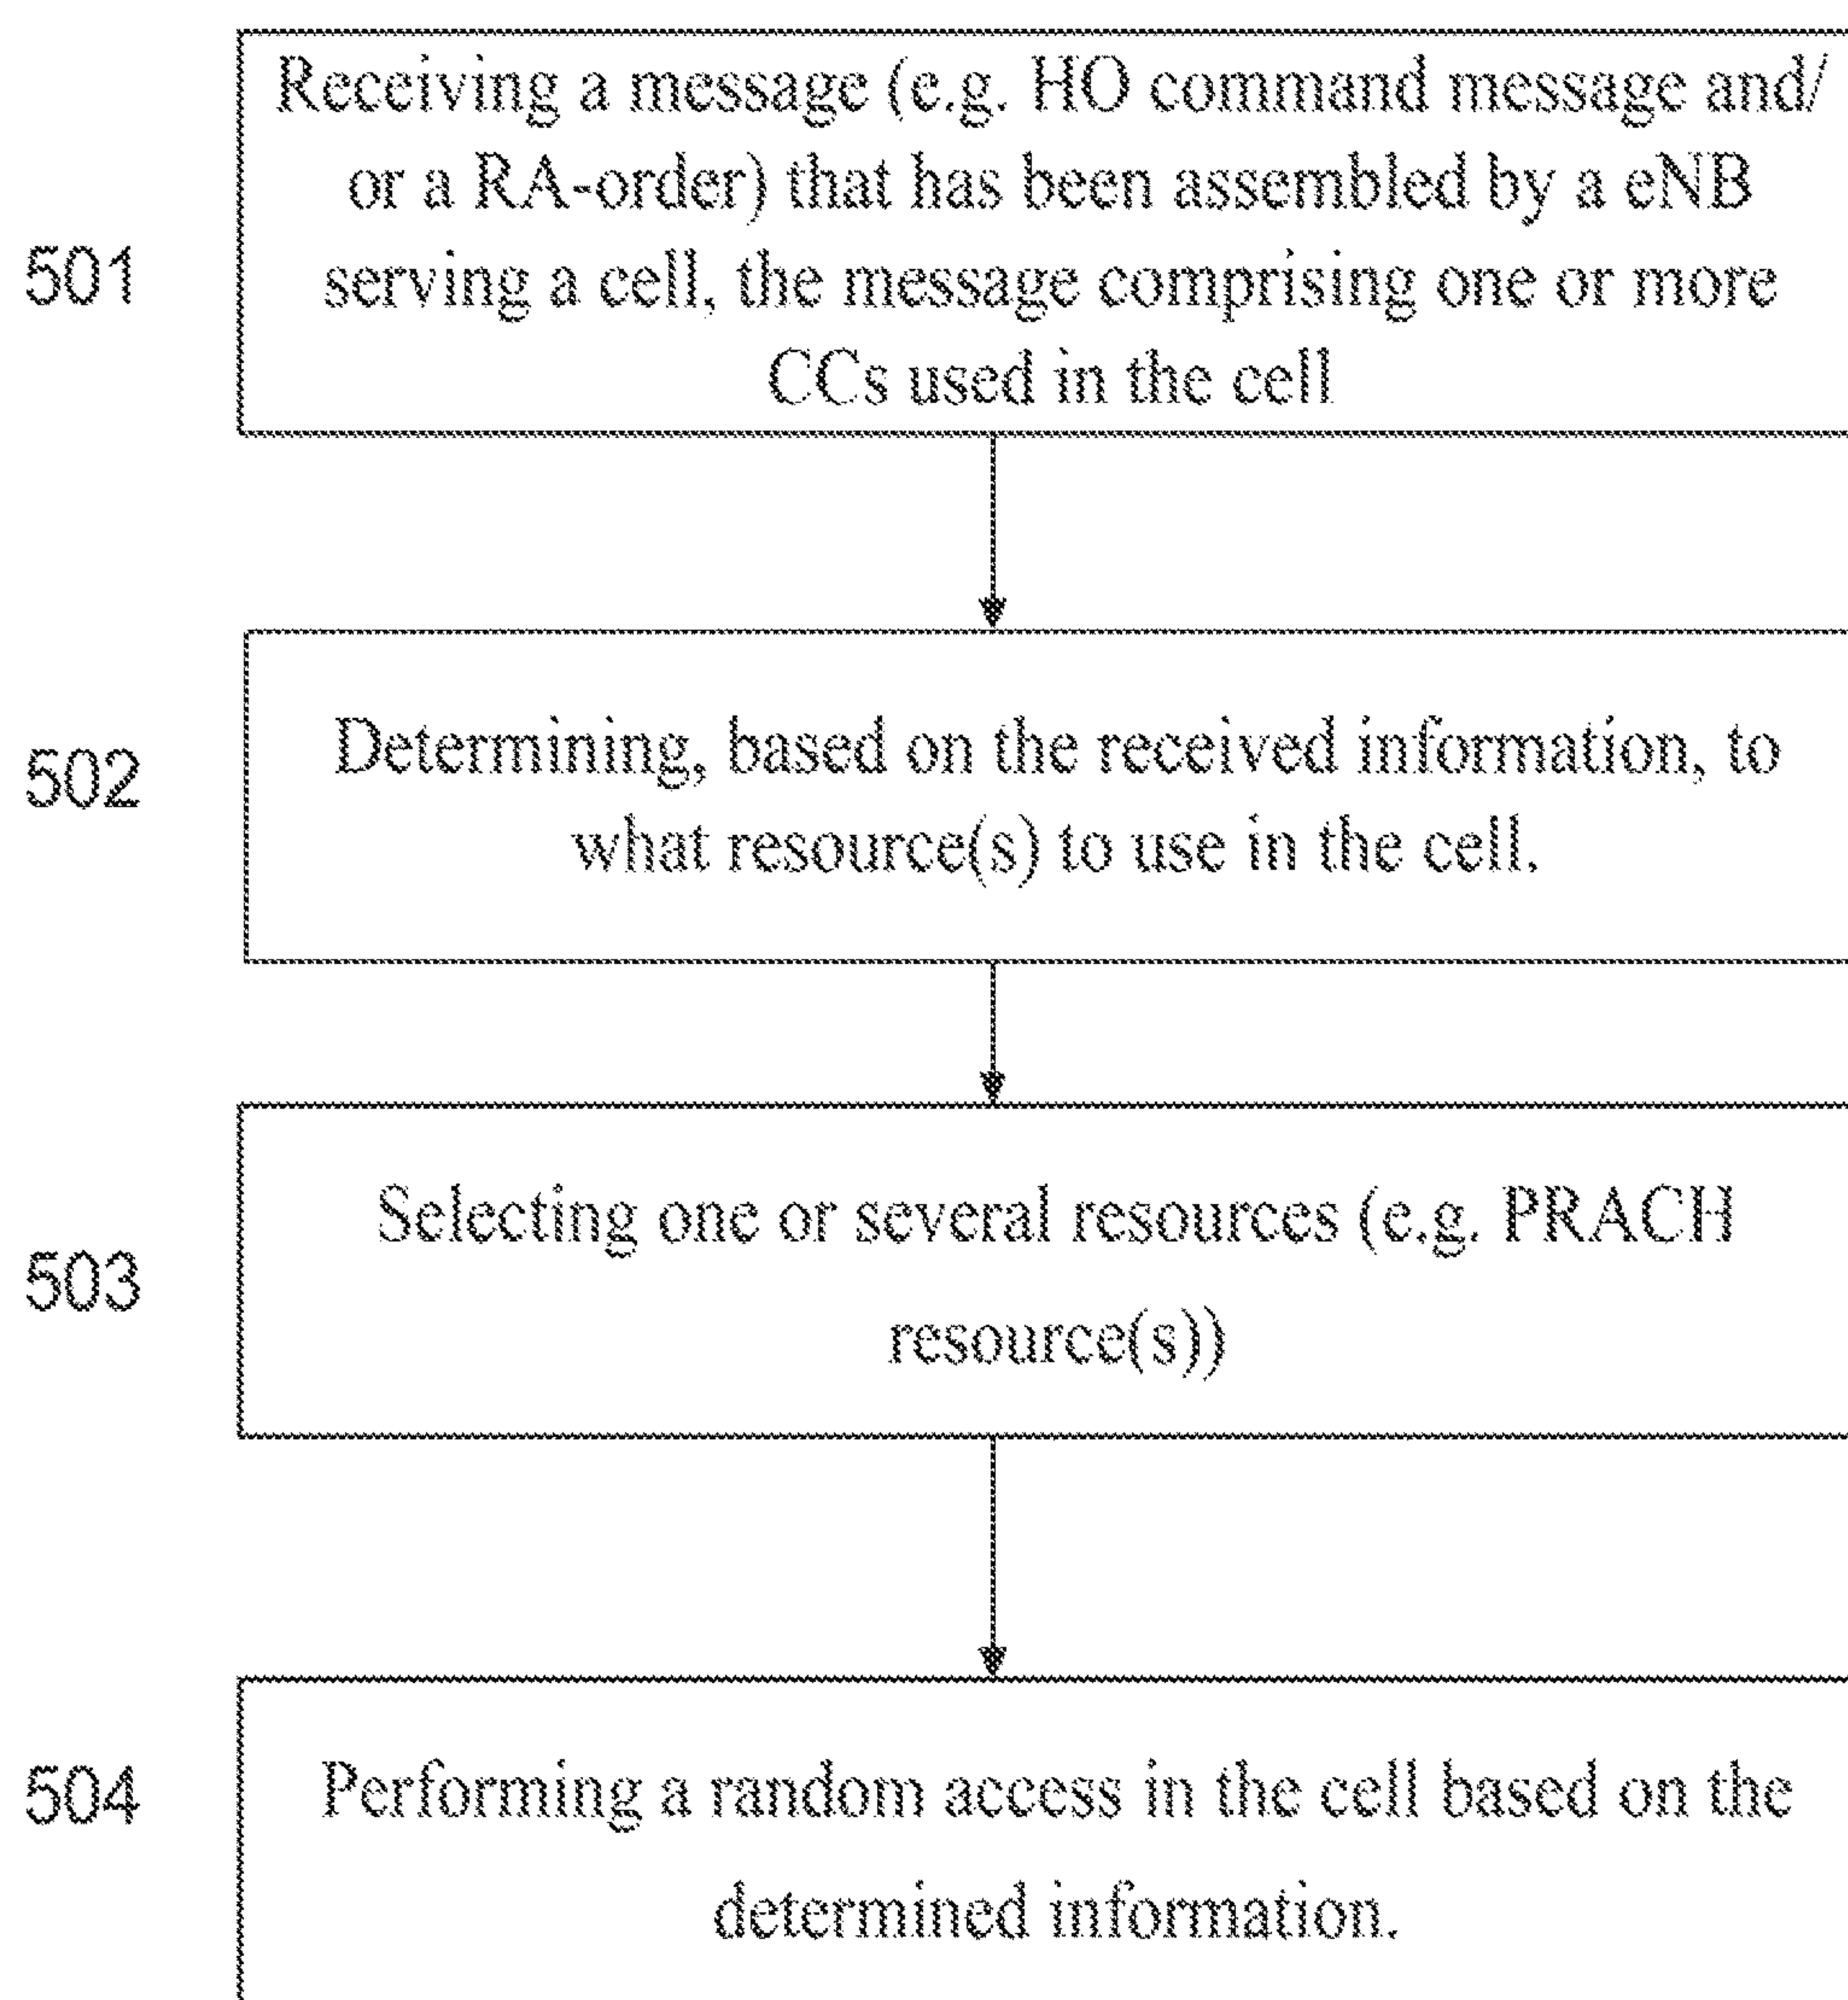 501
Receiving a message (e.g. HO command message and/
or a RA-order) that has been assembled by a eNB
serving a cell, the message comprising one or more
CCs used in the cell
502
Determining, based on the received information, to
what resource(s) to use in the cell.
503
Selecting one or several resources (e.g. PRACH
resource(s))
504
Performing a random access in the cell based on the
determined information.